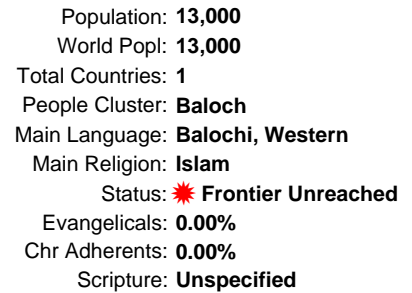 Population: 13,000
World Popl: 13,000
Total Countries: 1
People Cluster: Baloch
Main Language: Balochi, Western
Main Religion: Islam
Status: Frontier Unreached
Evangelicals: 0.00%
Chr Adherents: 0.00%
Scripture: Unspecified